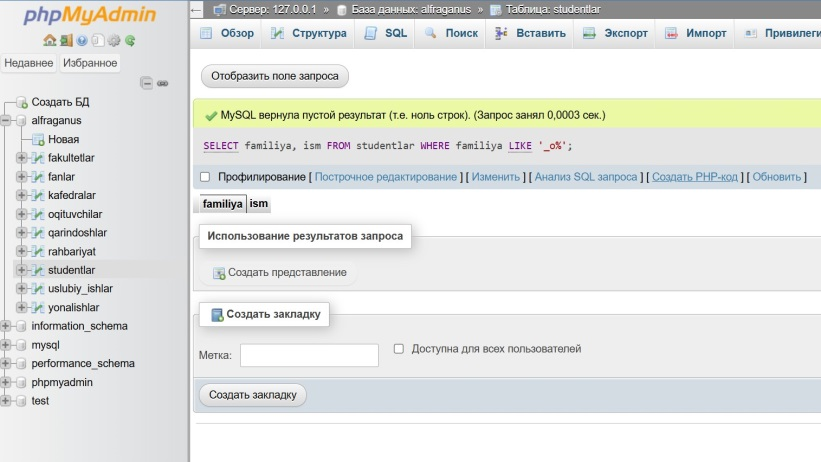 phpMyAdmin
Недавнее Избранное
Создать БД
alfraganus
Новая
fakultetlar
fanlar
kafedralar
oqituvchilar
qarindoshlar
rahbariyat
studentlar
uslubiy_ishlar
yonalishlar
information_schema
mysql
performance_schema
phpmyadmin
test
Сервер: 127.0.0.1 » База данных: alfraganus » Таблица: studentlar
Обзор Структура SQL Поиск Вставить Экспорт Импорт Привилеги
Отобразить поле запроса
MySQL вернула пустой результат (т.е. ноль строк). (Запрос занял 0,0003 сек.)
SELECT familiya, ism FROM studentlar WHERE familiya LIKE '_o%';
Профилирование [ Построчное редактирование ] [ Изменить ] [ Анализ SQL запроса ] [ Создать PHP-код ] [ Обновить ]
familiya ism
Использование результатов запроса
Создать представление
Создать закладку
Метка: Доступна для всех пользователей
Создать закладку